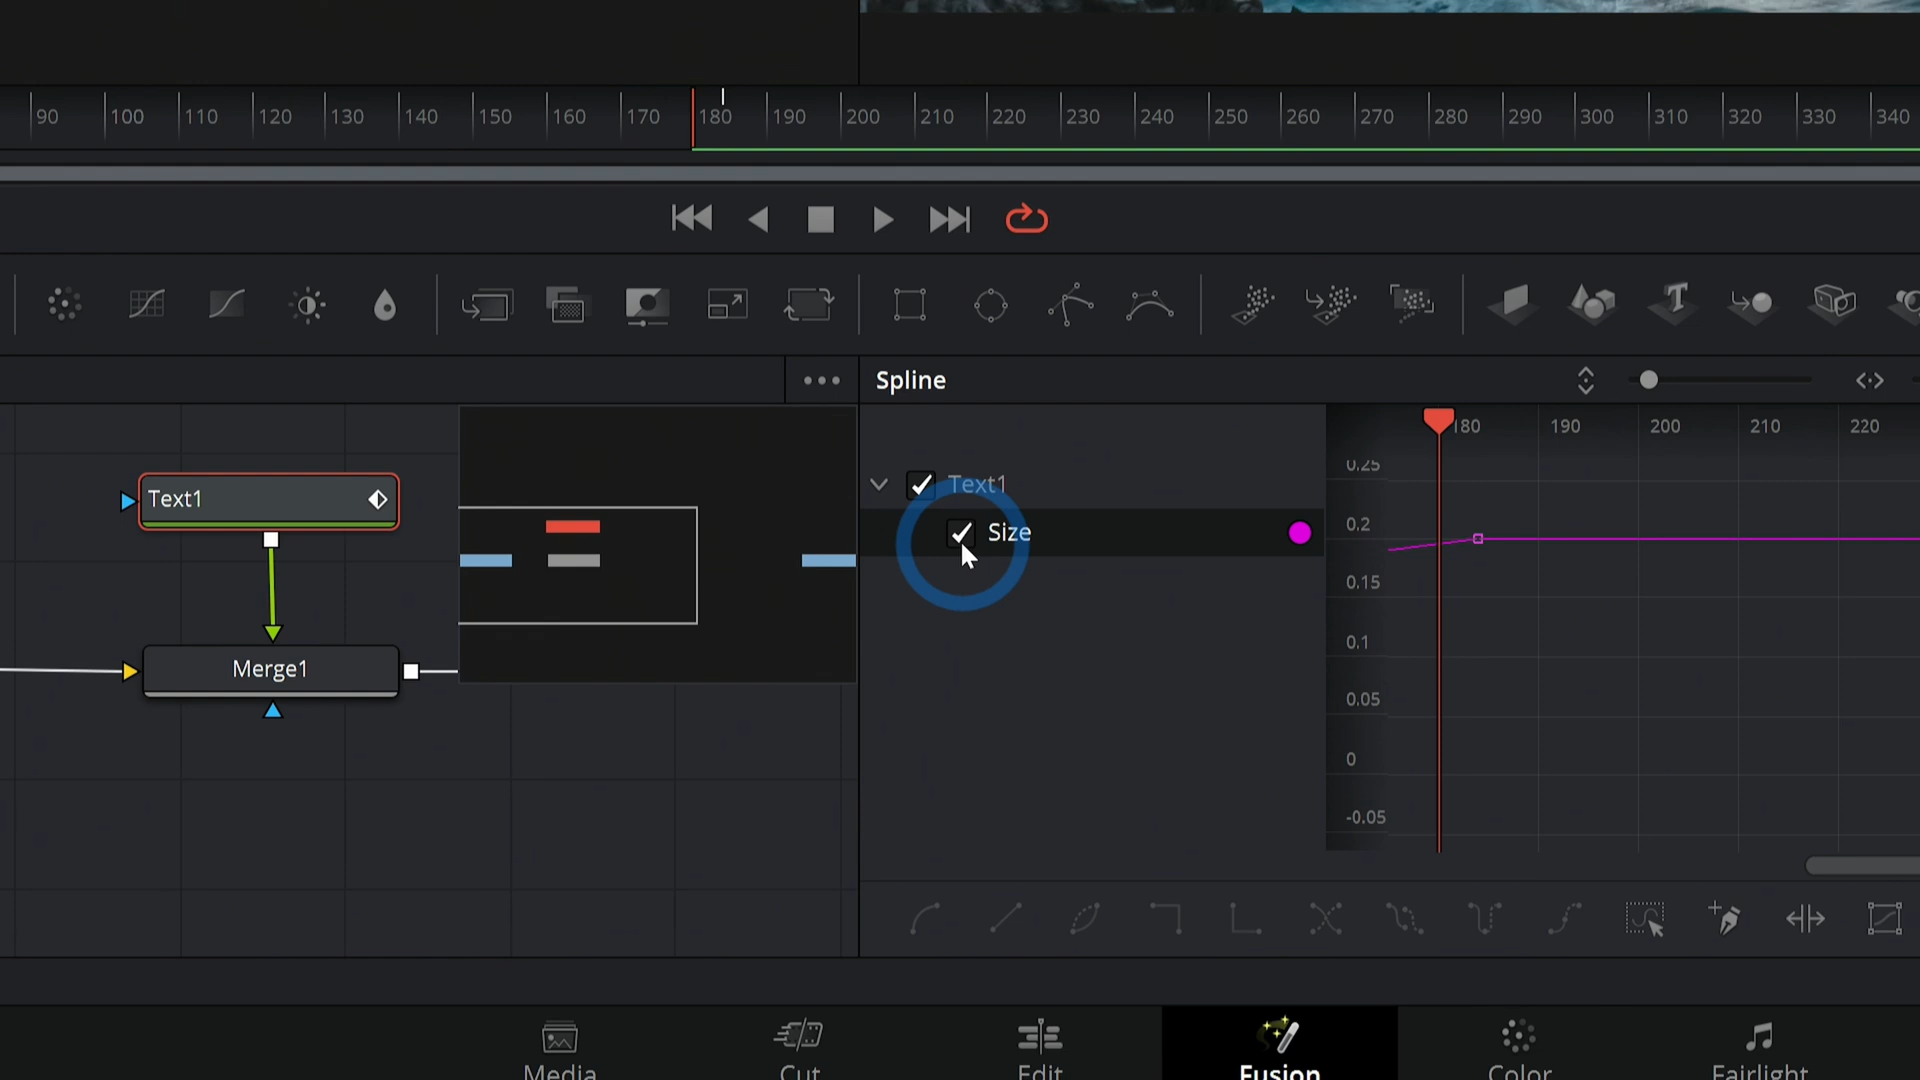 90 100 110 120 130 140 150 160 170 180 190 200 210 220 230 240 250 260 270 280 290 300 310 320 330 340
Spline
180 190 200 210 220
Text1
Size
0.25
0.2
0.15
0.1
0.05
0
-0.05
Text1
Merge1
Media Cut Edit Fusion Color Fairlight